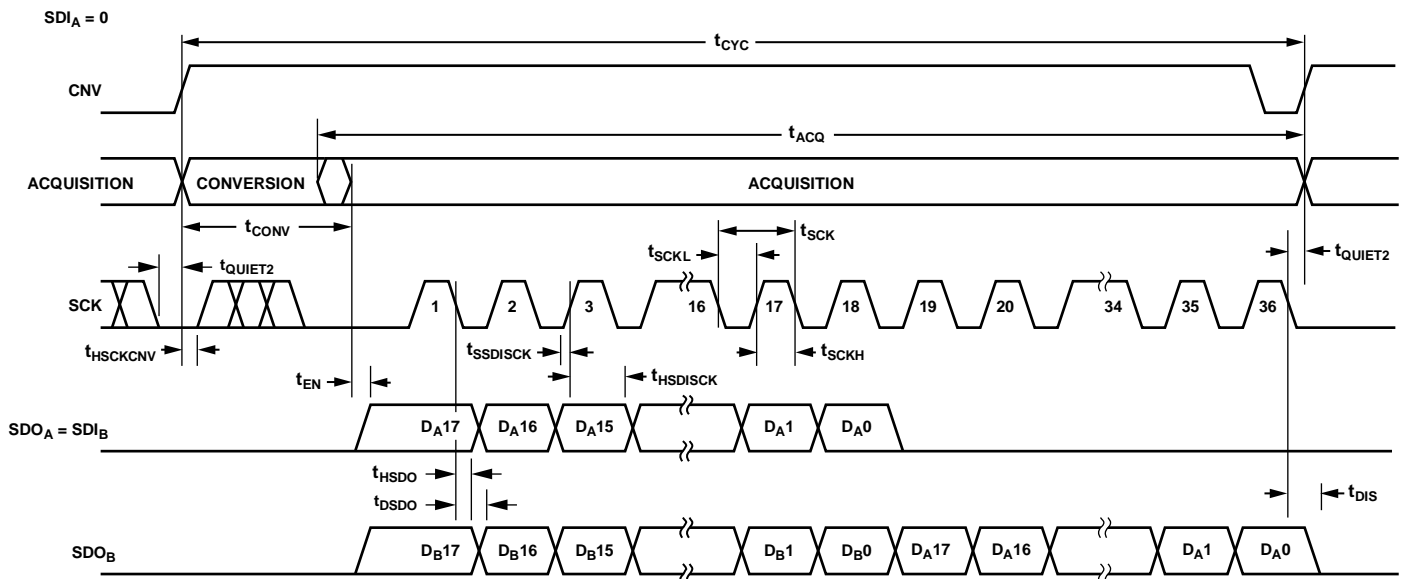 SDIA = 0
tCYC
CNV
tACQ
ACQUISITION
CONVERSION
ACQUISITION
tCONV
tSCK
tSCKL
tQUIET2
tQUIET2
SCK
1 2 3 16 17 18 19 20 34 35 36
tHSCKCNV
tSSDISCK
tSCKH
tEN
tHSDISCK
SDOA = SDIB
DA17 DA16 DA15 DA1 DA0
tHSDO
tDSDO
tDIS
SDOB
DB17 DB16 DB15 DB1 DB0 DA17 DA16 DA1 DA0